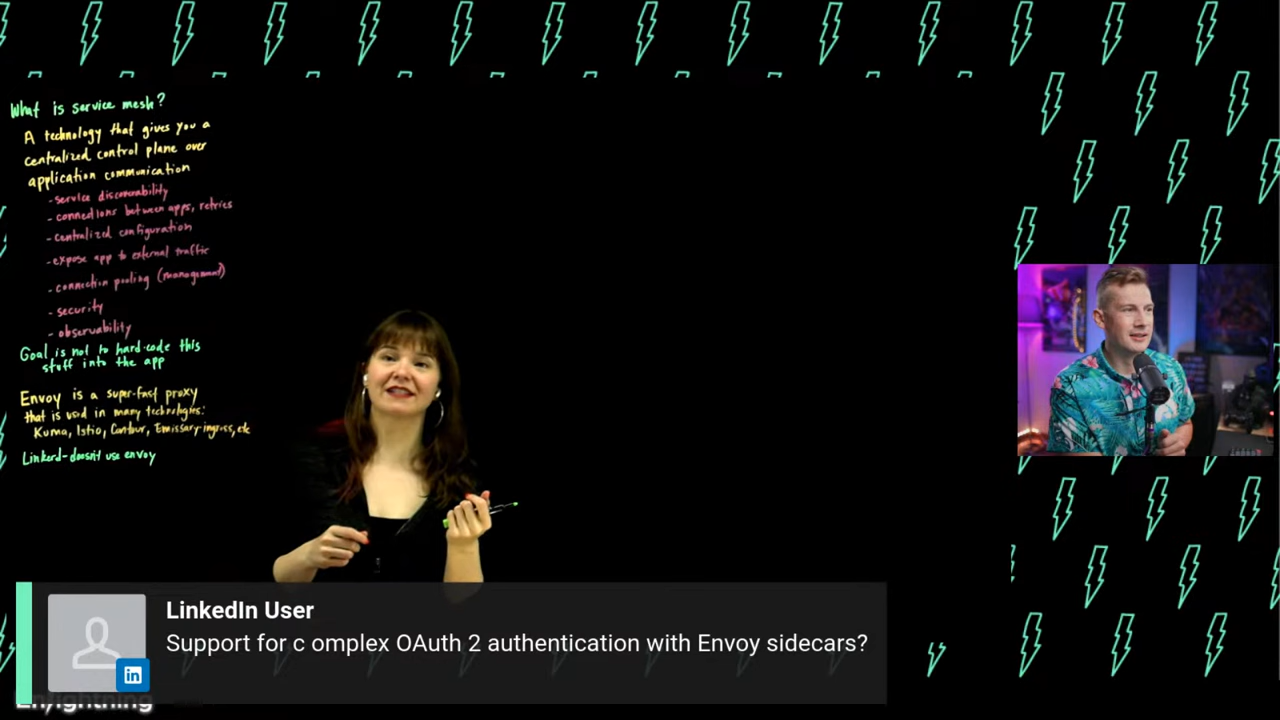 What is service mesh?
A technology that gives you a
centralized control plane over
application communication
- service discoverability
- connections between apps, retries
- centralized configuration
- expose app to external traffic
- connection pooling (management)
- security
- observability
Goal is not to hard-code this
stuff into the app
Envoy is a super-fast proxy
that is used in many technologies:
Kuma, Istio, Contour, Emissary-ingress, etc
Linkerd-doesn't use envoy
LinkedIn User
Support for c omplex OAuth 2 authentication with Envoy sidecars?
in
En/ightning